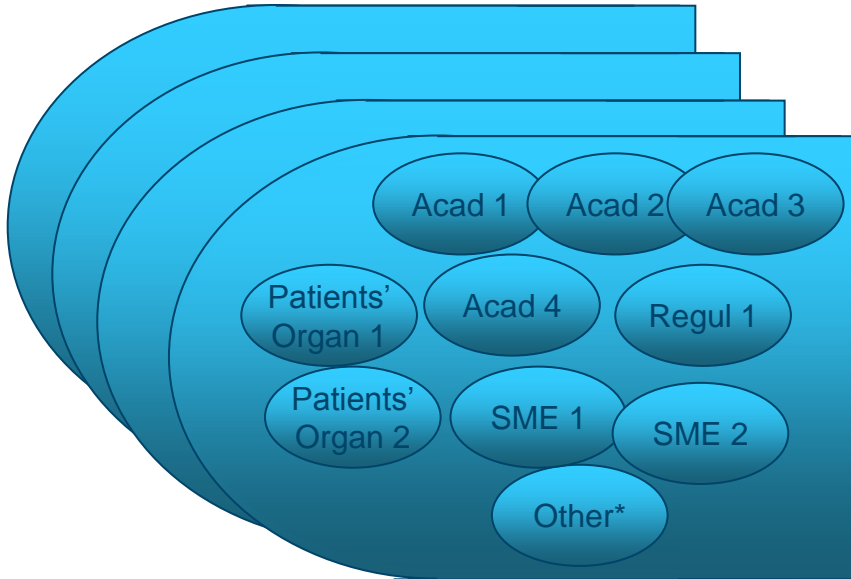 Acad 1
Acad 2
Acad 3
Patients’
Organ 1
Acad 4
Regul 1
Patients’
Organ 2
SME 1
SME 2
Other*